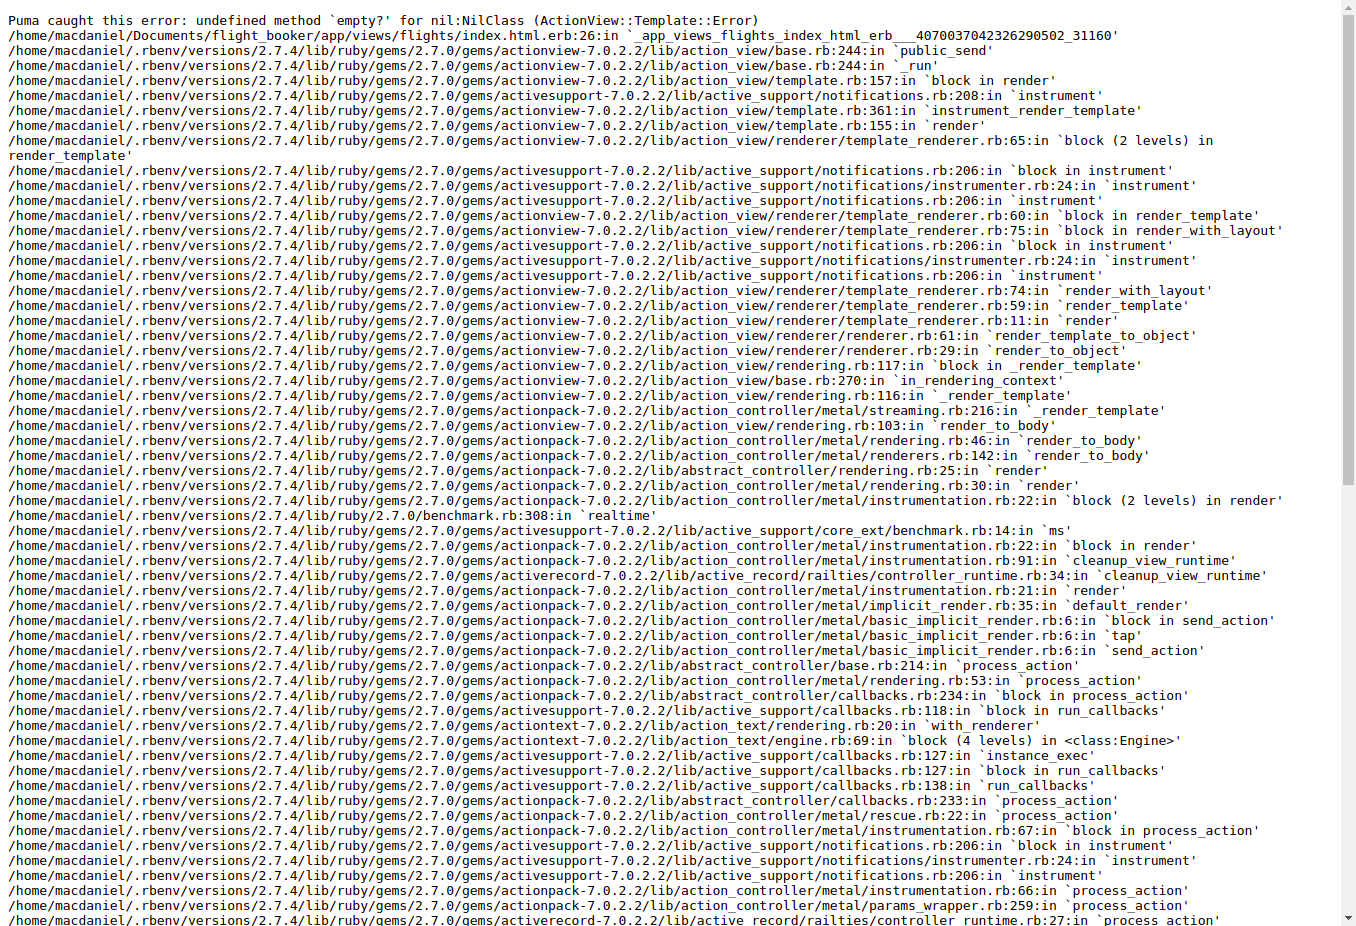 Puma caught this error: undefined method `empty?' for nil:NilClass (ActionView::Template::Error)
/home/macdaniel/Documents/flight_booker/app/views/flights/index.html.erb:26:in `_app_views_flights_index_html_erb___4070037042326290502_31160'
/home/macdaniel/.rbenv/versions/2.7.4/lib/ruby/gems/2.7.0/gems/actionview-7.0.2.2/lib/action_view/base.rb:244:in `public_send'
/home/macdaniel/.rbenv/versions/2.7.4/lib/ruby/gems/2.7.0/gems/actionview-7.0.2.2/lib/action_view/base.rb:244:in `_run'
/home/macdaniel/.rbenv/versions/2.7.4/lib/ruby/gems/2.7.0/gems/actionview-7.0.2.2/lib/action_view/template.rb:157:in `block in render'
/home/macdaniel/.rbenv/versions/2.7.4/lib/ruby/gems/2.7.0/gems/activesupport-7.0.2.2/lib/active_support/notifications.rb:208:in `instrument'
/home/macdaniel/.rbenv/versions/2.7.4/lib/ruby/gems/2.7.0/gems/actionview-7.0.2.2/lib/action_view/template.rb:361:in `instrument_render_template'
/home/macdaniel/.rbenv/versions/2.7.4/lib/ruby/gems/2.7.0/gems/actionview-7.0.2.2/lib/action_view/template.rb:155:in `render'
/home/macdaniel/.rbenv/versions/2.7.4/lib/ruby/gems/2.7.0/gems/actionview-7.0.2.2/lib/action_view/renderer/template_renderer.rb:65:in `block (2 levels) in
render_template'
/home/macdaniel/.rbenv/versions/2.7.4/lib/ruby/gems/2.7.0/gems/activesupport-7.0.2.2/lib/active_support/notifications.rb:206:in `block in instrument'
/home/macdaniel/.rbenv/versions/2.7.4/lib/ruby/gems/2.7.0/gems/activesupport-7.0.2.2/lib/active_support/notifications/instrumenter.rb:24:in `instrument'
/home/macdaniel/.rbenv/versions/2.7.4/lib/ruby/gems/2.7.0/gems/activesupport-7.0.2.2/lib/active_support/notifications.rb:206:in `instrument'
/home/macdaniel/.rbenv/versions/2.7.4/lib/ruby/gems/2.7.0/gems/actionview-7.0.2.2/lib/action_view/renderer/template_renderer.rb:60:in `block in render_template'
/home/macdaniel/.rbenv/versions/2.7.4/lib/ruby/gems/2.7.0/gems/actionview-7.0.2.2/lib/action_view/renderer/template_renderer.rb:75:in `block in render_with_layout'
/home/macdaniel/.rbenv/versions/2.7.4/lib/ruby/gems/2.7.0/gems/activesupport-7.0.2.2/lib/active_support/notifications.rb:206:in `block in instrument'
/home/macdaniel/.rbenv/versions/2.7.4/lib/ruby/gems/2.7.0/gems/activesupport-7.0.2.2/lib/active_support/notifications/instrumenter.rb:24:in `instrument'
/home/macdaniel/.rbenv/versions/2.7.4/lib/ruby/gems/2.7.0/gems/activesupport-7.0.2.2/lib/active_support/notifications.rb:206:in `instrument'
/home/macdaniel/.rbenv/versions/2.7.4/lib/ruby/gems/2.7.0/gems/actionview-7.0.2.2/lib/action_view/renderer/template_renderer.rb:74:in `render_with_layout'
/home/macdaniel/.rbenv/versions/2.7.4/lib/ruby/gems/2.7.0/gems/actionview-7.0.2.2/lib/action_view/renderer/template_renderer.rb:59:in `render_template'
/home/macdaniel/.rbenv/versions/2.7.4/lib/ruby/gems/2.7.0/gems/actionview-7.0.2.2/lib/action_view/renderer/template_renderer.rb:11:in `render'
/home/macdaniel/.rbenv/versions/2.7.4/lib/ruby/gems/2.7.0/gems/actionview-7.0.2.2/lib/action_view/renderer/renderer.rb:61:in `render_template_to_object'
/home/macdaniel/.rbenv/versions/2.7.4/lib/ruby/gems/2.7.0/gems/actionview-7.0.2.2/lib/action_view/renderer/renderer.rb:29:in `render_to_object'
/home/macdaniel/.rbenv/versions/2.7.4/lib/ruby/gems/2.7.0/gems/actionview-7.0.2.2/lib/action_view/rendering.rb:117:in `block in _render_template'
/home/macdaniel/.rbenv/versions/2.7.4/lib/ruby/gems/2.7.0/gems/actionview-7.0.2.2/lib/action_view/base.rb:270:in `in_rendering_context'
/home/macdaniel/.rbenv/versions/2.7.4/lib/ruby/gems/2.7.0/gems/actionview-7.0.2.2/lib/action_view/rendering.rb:116:in `_render_template'
/home/macdaniel/.rbenv/versions/2.7.4/lib/ruby/gems/2.7.0/gems/actionpack-7.0.2.2/lib/action_controller/metal/streaming.rb:216:in `_render_template'
/home/macdaniel/.rbenv/versions/2.7.4/lib/ruby/gems/2.7.0/gems/actionview-7.0.2.2/lib/action_view/rendering.rb:103:in `render_to_body'
/home/macdaniel/.rbenv/versions/2.7.4/lib/ruby/gems/2.7.0/gems/actionpack-7.0.2.2/lib/action_controller/metal/rendering.rb:46:in `render_to_body'
/home/macdaniel/.rbenv/versions/2.7.4/lib/ruby/gems/2.7.0/gems/actionpack-7.0.2.2/lib/action_controller/metal/renderers.rb:142:in `render_to_body'
/home/macdaniel/.rbenv/versions/2.7.4/lib/ruby/gems/2.7.0/gems/actionpack-7.0.2.2/lib/abstract_controller/rendering.rb:25:in `render'
/home/macdaniel/.rbenv/versions/2.7.4/lib/ruby/gems/2.7.0/gems/actionpack-7.0.2.2/lib/action_controller/metal/rendering.rb:30:in `render'
/home/macdaniel/.rbenv/versions/2.7.4/lib/ruby/gems/2.7.0/gems/actionpack-7.0.2.2/lib/action_controller/metal/instrumentation.rb:22:in `block (2 levels) in render'
/home/macdaniel/.rbenv/versions/2.7.4/lib/ruby/2.7.0/benchmark.rb:308:in `realtime'
/home/macdaniel/.rbenv/versions/2.7.4/lib/ruby/gems/2.7.0/gems/activesupport-7.0.2.2/lib/active_support/core_ext/benchmark.rb:14:in `ms'
/home/macdaniel/.rbenv/versions/2.7.4/lib/ruby/gems/2.7.0/gems/actionpack-7.0.2.2/lib/action_controller/metal/instrumentation.rb:22:in `block in render'
/home/macdaniel/.rbenv/versions/2.7.4/lib/ruby/gems/2.7.0/gems/actionpack-7.0.2.2/lib/action_controller/metal/instrumentation.rb:91:in `cleanup_view_runtime'
/home/macdaniel/.rbenv/versions/2.7.4/lib/ruby/gems/2.7.0/gems/activerecord-7.0.2.2/lib/active_record/railties/controller_runtime.rb:34:in `cleanup_view_runtime'
/home/macdaniel/.rbenv/versions/2.7.4/lib/ruby/gems/2.7.0/gems/actionpack-7.0.2.2/lib/action_controller/metal/instrumentation.rb:21:in `render'
/home/macdaniel/.rbenv/versions/2.7.4/lib/ruby/gems/2.7.0/gems/actionpack-7.0.2.2/lib/action_controller/metal/implicit_render.rb:35:in `default_render'
/home/macdaniel/.rbenv/versions/2.7.4/lib/ruby/gems/2.7.0/gems/actionpack-7.0.2.2/lib/action_controller/metal/basic_implicit_render.rb:6:in `block in send_action'
/home/macdaniel/.rbenv/versions/2.7.4/lib/ruby/gems/2.7.0/gems/actionpack-7.0.2.2/lib/action_controller/metal/basic_implicit_render.rb:6:in `tap'
/home/macdaniel/.rbenv/versions/2.7.4/lib/ruby/gems/2.7.0/gems/actionpack-7.0.2.2/lib/action_controller/metal/basic_implicit_render.rb:6:in `send_action'
/home/macdaniel/.rbenv/versions/2.7.4/lib/ruby/gems/2.7.0/gems/actionpack-7.0.2.2/lib/abstract_controller/base.rb:214:in `process_action'
/home/macdaniel/.rbenv/versions/2.7.4/lib/ruby/gems/2.7.0/gems/actionpack-7.0.2.2/lib/action_controller/metal/rendering.rb:53:in `process_action'
/home/macdaniel/.rbenv/versions/2.7.4/lib/ruby/gems/2.7.0/gems/actionpack-7.0.2.2/lib/abstract_controller/callbacks.rb:234:in `block in process_action'
/home/macdaniel/.rbenv/versions/2.7.4/lib/ruby/gems/2.7.0/gems/activesupport-7.0.2.2/lib/active_support/callbacks.rb:118:in `block in run_callbacks'
/home/macdaniel/.rbenv/versions/2.7.4/lib/ruby/gems/2.7.0/gems/actiontext-7.0.2.2/lib/action_text/rendering.rb:20:in `with_renderer'
/home/macdaniel/.rbenv/versions/2.7.4/lib/ruby/gems/2.7.0/gems/actiontext-7.0.2.2/lib/action_text/engine.rb:69:in `block (4 levels) in <class:Engine>'
/home/macdaniel/.rbenv/versions/2.7.4/lib/ruby/gems/2.7.0/gems/activesupport-7.0.2.2/lib/active_support/callbacks.rb:127:in `instance_exec'
/home/macdaniel/.rbenv/versions/2.7.4/lib/ruby/gems/2.7.0/gems/activesupport-7.0.2.2/lib/active_support/callbacks.rb:127:in `block in run_callbacks'
/home/macdaniel/.rbenv/versions/2.7.4/lib/ruby/gems/2.7.0/gems/activesupport-7.0.2.2/lib/active_support/callbacks.rb:138:in `run_callbacks'
/home/macdaniel/.rbenv/versions/2.7.4/lib/ruby/gems/2.7.0/gems/actionpack-7.0.2.2/lib/abstract_controller/callbacks.rb:233:in `process_action'
/home/macdaniel/.rbenv/versions/2.7.4/lib/ruby/gems/2.7.0/gems/actionpack-7.0.2.2/lib/action_controller/metal/rescue.rb:22:in `process_action'
/home/macdaniel/.rbenv/versions/2.7.4/lib/ruby/gems/2.7.0/gems/actionpack-7.0.2.2/lib/action_controller/metal/instrumentation.rb:67:in `block in process_action'
/home/macdaniel/.rbenv/versions/2.7.4/lib/ruby/gems/2.7.0/gems/activesupport-7.0.2.2/lib/active_support/notifications.rb:206:in `block in instrument'
/home/macdaniel/.rbenv/versions/2.7.4/lib/ruby/gems/2.7.0/gems/activesupport-7.0.2.2/lib/active_support/notifications/instrumenter.rb:24:in `instrument'
/home/macdaniel/.rbenv/versions/2.7.4/lib/ruby/gems/2.7.0/gems/activesupport-7.0.2.2/lib/active_support/notifications.rb:206:in `instrument'
/home/macdaniel/.rbenv/versions/2.7.4/lib/ruby/gems/2.7.0/gems/actionpack-7.0.2.2/lib/action_controller/metal/instrumentation.rb:66:in `process_action'
/home/macdaniel/.rbenv/versions/2.7.4/lib/ruby/gems/2.7.0/gems/actionpack-7.0.2.2/lib/action_controller/metal/params_wrapper.rb:259:in `process_action'
/home/macdaniel/.rbenv/versions/2.7.4/lib/ruby/gems/2.7.0/gems/activerecord-7.0.2.2/lib/active_record/railties/controller_runtime.rb:27:in `process_action'